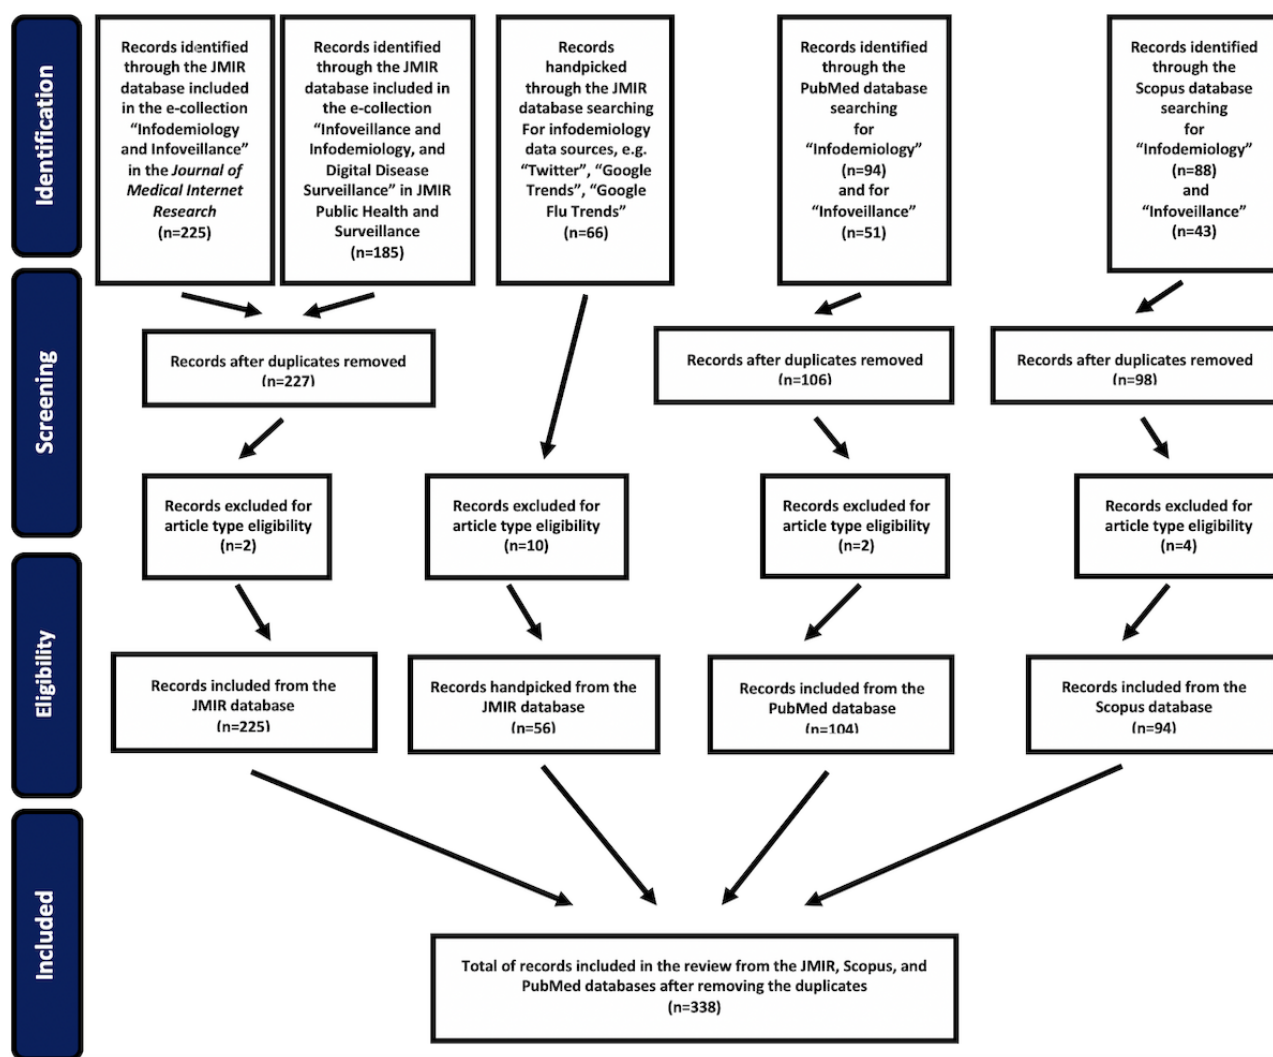 Identification
Records identified
through the JMIR
database included
in the e-collection
“Infodemiology
and Infoveillance”
in the Journal of
Medical Internet
Research
(n=225)
Records identified
through the JMIR
database included in
the e-collection
“Infoveillance and
Infodemiology, and
Digital Disease
Surveillance” in JMIR
Public Health and
Surveillance
(n=185)
Records
handpicked
through the JMIR
database searching
For infodemiology
data sources, e.g.
“Twitter”, “Google
Trends”, “Google
Flu Trends”
(n=66)
Records identified
through the
PubMed database
searching
for
“Infodemiology”
(n=94)
and for
“Infoveillance”
(n=51)
Records identified
through the
Scopus database
searching
for
“Infodemiology”
(n=88)
and
“Infoveillance”
(n=43)
Screening
Records after duplicates removed
(n=227)
Records after duplicates removed
(n=106)
Records after duplicates removed
(n=98)
Records excluded for
article type eligibility
(n=2)
Records excluded for
article type eligibility
(n=10)
Records excluded for
article type eligibility
(n=2)
Records excluded for
article type eligibility
(n=4)
Eligibility
Records included from the
JMIR database
(n=225)
Records handpicked from the
JMIR database
(n=56)
Records included from the
PubMed database
(n=104)
Records included from the
Scopus database
(n=94)
Included
Total of records included in the review from the JMIR, Scopus, and
PubMed databases after removing the duplicates
(n=338)